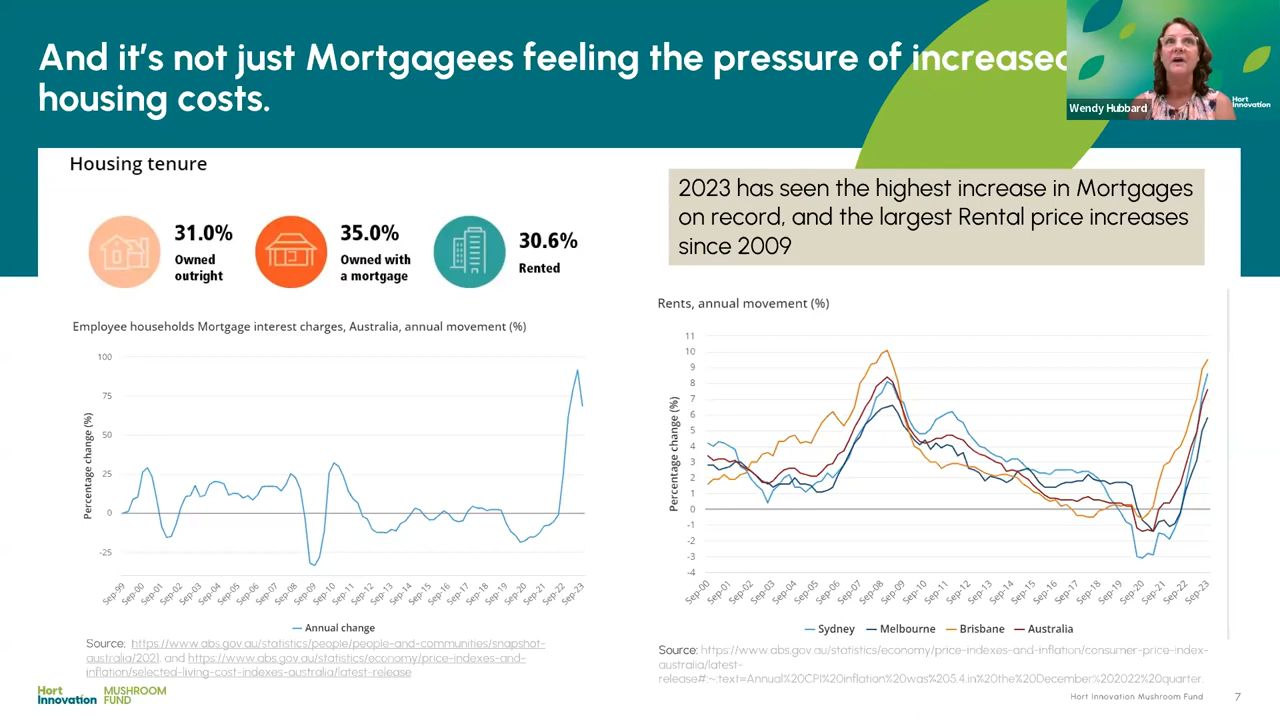 And it's not just Mortgagees feeling the pressure of increased
housing costs.
Wendy Hubbard
Hort
Innovation
Housing tenure
31.0%
Owned
outright
35.0%
Owned with
a mortgage
30.6%
Rented
2023 has seen the highest increase in Mortgages
on record, and the largest Rental price increases
since 2009
Employee households Mortgage interest charges, Australia, annual movement (%)
Percentage change (%)
100
75
50
25
0
-25
Sep-99
Sep-00
Sep-01
Sep-02
Sep-03
Sep-04
Sep-05
Sep-06
Sep-07
Sep-08
Sep-09
Sep-10
Sep-11
Sep-12
Sep-13
Sep-14
Sep-15
Sep-16
Sep-17
Sep-18
Sep-19
Sep-20
Sep-21
Sep-22
Sep-23
Annual change
Source: https://www.abs.gov.au/statistics/people/people-and-communities/snapshot-
australia/2021, and https://www.abs.gov.au/statistics/economy/price-indexes-and-
inflation/selected-living-cost-indexes-australia/latest-release
Rents, annual movement (%)
Percentage change (%)
11
10
9
8
7
6
5
4
3
2
1
0
-1
-2
-3
-4
Sep-00
Sep-01
Sep-02
Sep-03
Sep-04
Sep-05
Sep-06
Sep-07
Sep-08
Sep-09
Sep-10
Sep-11
Sep-12
Sep-13
Sep-14
Sep-15
Sep-16
Sep-17
Sep-18
Sep-19
Sep-20
Sep-21
Sep-22
Sep-23
Sydney Melbourne Brisbane Australia
Source: https://www.abs.gov.au/statistics/economy/price-indexes-and-inflation/consumer-price-index-
australia/latest-
release#:~:text=Annual%20CPI%20inflation%20was%205.4,in%20the%20December%202022%20quarter.
Hort
Innovation
MUSHROOM
FUND
Hort Innovation Mushroom Fund 7